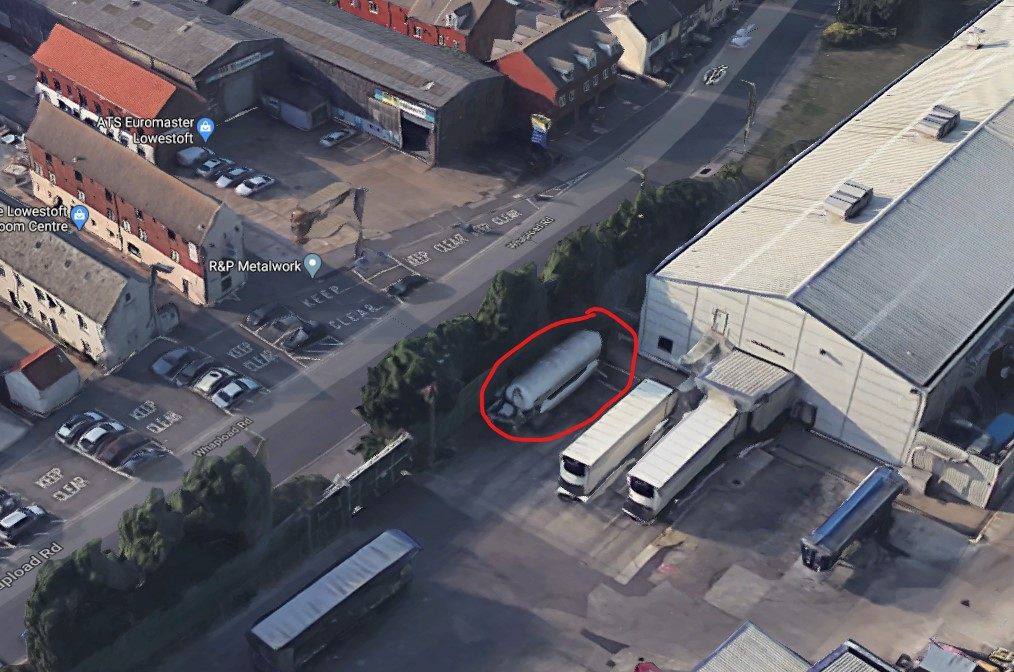 ATS Euromaster
Lowestoft
e Lowestoft
oom Centre
R&P Metalwork
KEEP CLEAR
KEEP CLEAR
Whapload Rd
KEEP
CLEAR
KEEP
CLEAR
KEEP
CLEAR
Whapload Rd
KEEP
CLEAR
apload Rd